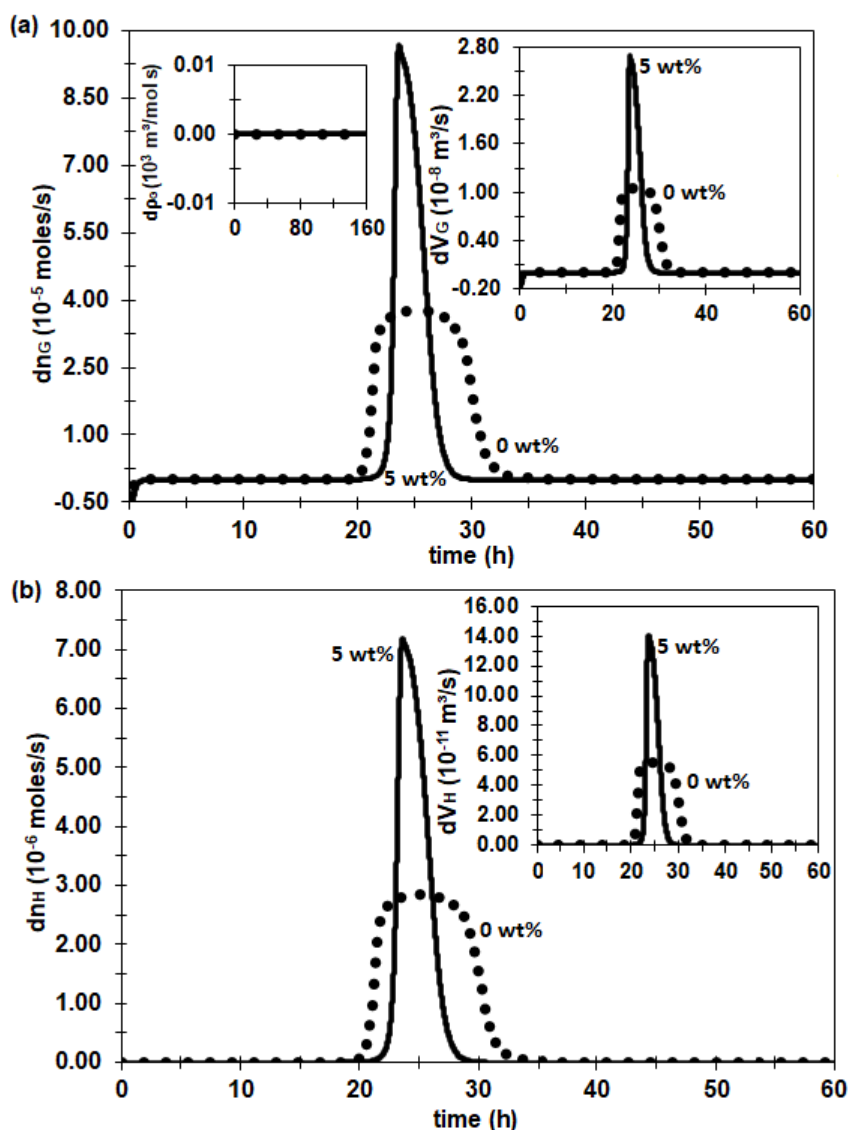 (a)
10.00
8.50
7.00
5.50
4.00
2.50
1.00
-0.50
dnG (10-5 moles/s)
0 10 20 30 40 50 60
time (h)
5 wt%
0 wt%
0.01
0.00
-0.01
dρG (10³ m³/mol s)
0 80 160
2.80
2.20
1.60
1.00
0.40
-0.20
dVG (10-8 m³/s)
5 wt%
0 wt%
0 20 40 60
(b)
8.00
7.00
6.00
5.00
4.00
3.00
2.00
1.00
0.00
dnH (10-6 moles/s)
5 wt%
0 wt%
0 10 20 30 40 50 60
time (h)
16.00
14.00
12.00
10.00
8.00
6.00
4.00
2.00
0.00
dVH (10-11 m³/s)
5 wt%
0 wt%
0 10 20 30 40 50 60